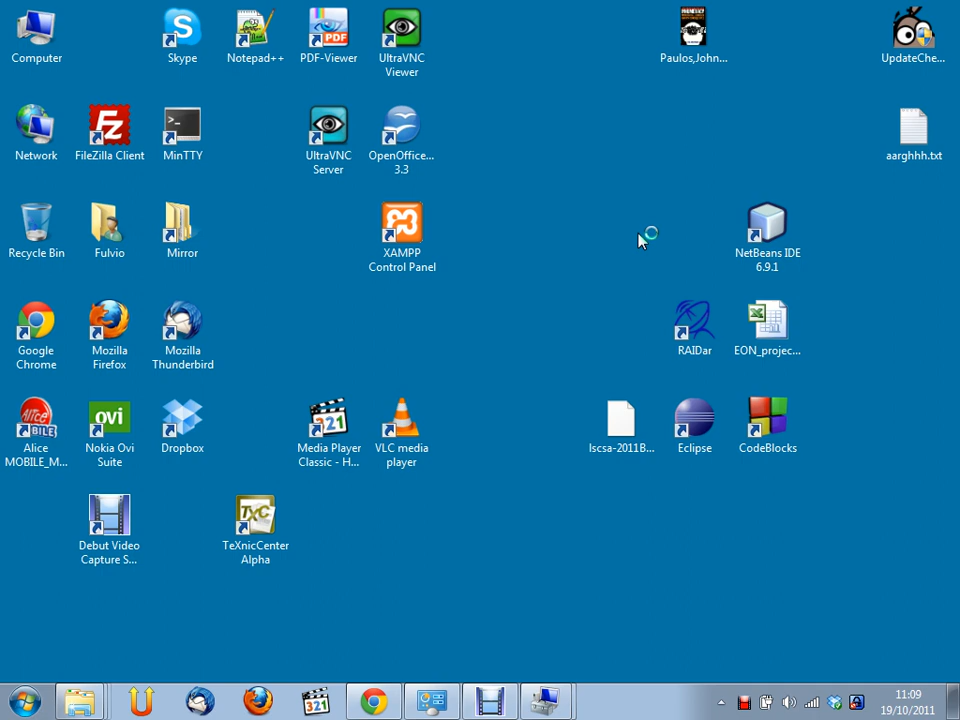 Computer
Skype
Notepad++
PDF-Viewer
UltraVNC
Viewer
Paulos,John...
UpdateChe...
Network
FileZilla Client
MinTTY
UltraVNC
Server
OpenOffice...
3.3
aarghhh.txt
Recycle Bin
Fulvio
Mirror
XAMPP
Control Panel
NetBeans IDE
6.9.1
Google
Chrome
Mozilla
Firefox
Mozilla
Thunderbird
RAIDar
EON_projec...
Alice
MOBILE_M...
Nokia Ovi
Suite
Dropbox
Media Player
Classic - H...
VLC media
player
lscsa-2011B...
Eclipse
CodeBlocks
Debut Video
Capture S...
TeXnicCenter
Alpha
11:09
19/10/2011